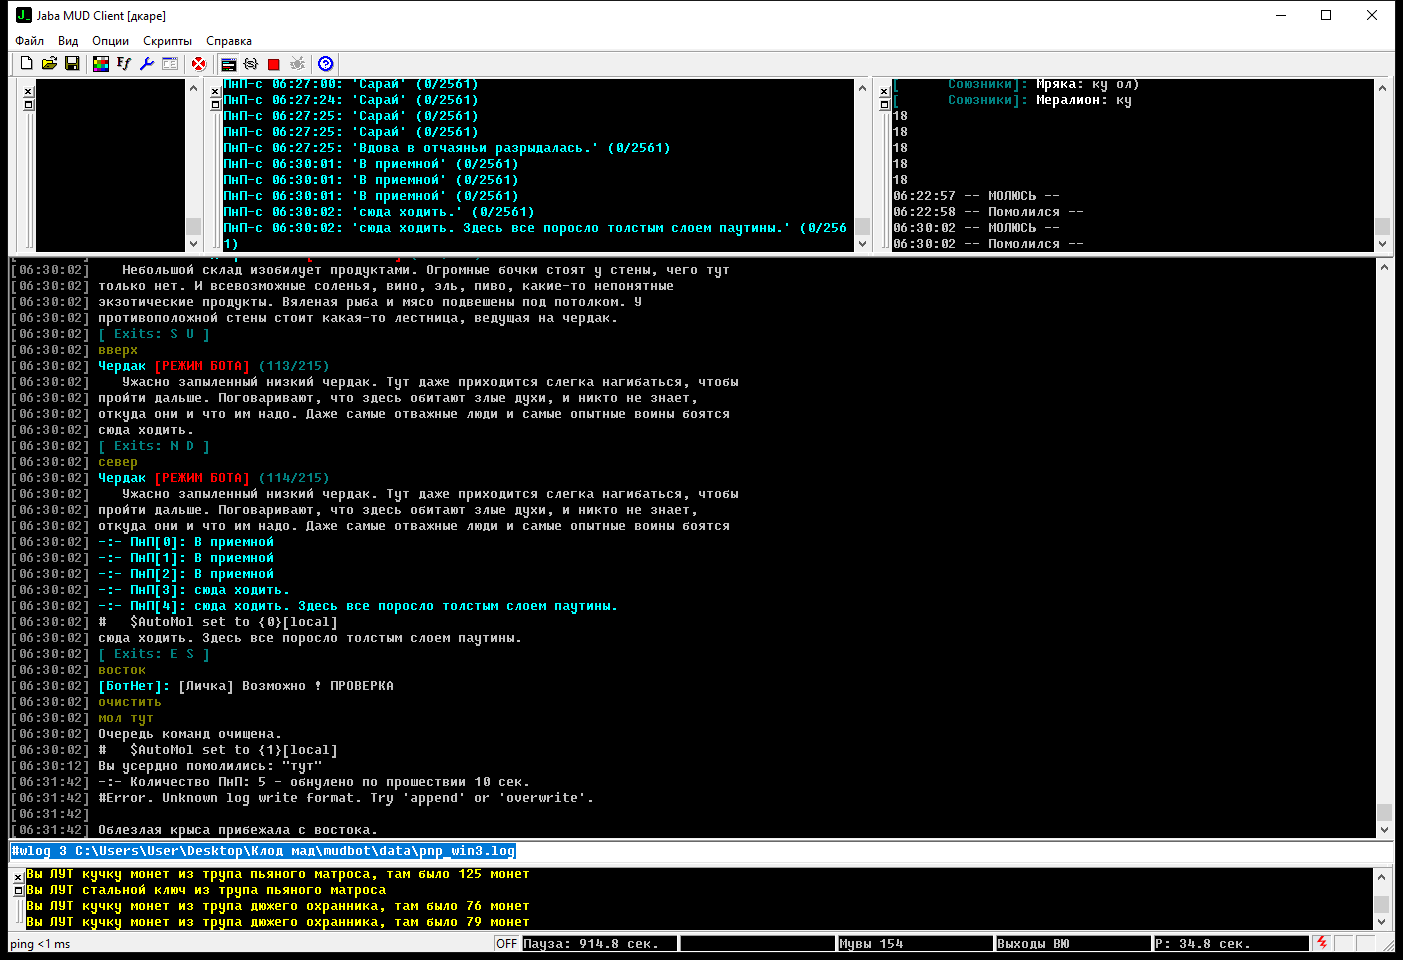 Jaba MUD Client [дкаре]
Файл Вид Опции Скрипты Справка
ПнП-с 06:27:00: 'Сарай' (0/2561)
ПнП-с 06:27:24: 'Сарай' (0/2561)
ПнП-с 06:27:25: 'Сарай' (0/2561)
ПнП-с 06:27:25: 'Сарай' (0/2561)
ПнП-с 06:27:25: 'Вдова в отчаяньи разрыдалась.' (0/2561)
ПнП-с 06:30:01: 'В приемной' (0/2561)
ПнП-с 06:30:01: 'В приемной' (0/2561)
ПнП-с 06:30:01: 'В приемной' (0/2561)
ПнП-с 06:30:02: 'сюда ходить.' (0/2561)
ПнП-с 06:30:02: 'сюда ходить. Здесь все поросло толстым слоем паутины.' (0/256
1)
[ Союзники]: Мряка: ку ол)
[ Союзники]: Мералион: ку
18
18
18
18
18
06:22:57 -- МОЛЮСЬ --
06:22:58 -- Помолился --
06:30:02 -- МОЛЮСЬ --
06:30:02 -- Помолился --
[06:30:02] Небольшой склад изобилует продуктами. Огромные бочки стоят у стены, чего тут
[06:30:02] только нет. И всевозможные соленья, вино, эль, пиво, какие-то непонятные
[06:30:02] экзотические продукты. Вяленая рыба и мясо подвешены под потолком. У
[06:30:02] противоположной стены стоит какая-то лестница, ведущая на чердак.
[06:30:02] [ Exits: S U ]
[06:30:02] вверх
[06:30:02] Чердак [РЕЖИМ БОТА] (113/215)
[06:30:02] Ужасно запыленный низкий чердак. Тут даже приходится слегка нагибаться, чтобы
[06:30:02] пройти дальше. Поговаривают, что здесь обитают злые духи, и никто не знает,
[06:30:02] откуда они и что им надо. Даже самые отважные люди и самые опытные воины боятся
[06:30:02] сюда ходить.
[06:30:02] [ Exits: N D ]
[06:30:02] север
[06:30:02] Чердак [РЕЖИМ БОТА] (114/215)
[06:30:02] Ужасно запыленный низкий чердак. Тут даже приходится слегка нагибаться, чтобы
[06:30:02] пройти дальше. Поговаривают, что здесь обитают злые духи, и никто не знает,
[06:30:02] откуда они и что им надо. Даже самые отважные люди и самые опытные воины боятся
[06:30:02] -:- ПнП[0]: В приемной
[06:30:02] -:- ПнП[1]: В приемной
[06:30:02] -:- ПнП[2]: В приемной
[06:30:02] -:- ПнП[3]: сюда ходить.
[06:30:02] -:- ПнП[4]: сюда ходить. Здесь все поросло толстым слоем паутины.
[06:30:02] # $AutoMol set to {0}[local]
[06:30:02] сюда ходить. Здесь все поросло толстым слоем паутины.
[06:30:02] [ Exits: E S ]
[06:30:02] восток
[06:30:02] [БотНет]: [Личка] Возможно ! ПРОВЕРКА
[06:30:02] очистить
[06:30:02] мол тут
[06:30:02] Очередь команд очищена.
[06:30:02] # $AutoMol set to {1}[local]
[06:30:12] Вы усердно помолились: "тут"
[06:31:42] -:- Количество ПнП: 5 - обнулено по прошествии 10 сек.
[06:31:42] #Error. Unknown log write format. Try 'append' or 'overwrite'.
[06:31:42]
[06:31:42] Облезлая крыса прибежала с востока.
#wlog 3 C:\Users\User\Desktop\Клод мад\mudbot\data\pnp_win3.log
Вы ЛУТ кучку монет из трупа пьяного матроса, там было 125 монет
Вы ЛУТ стальной ключ из трупа пьяного матроса
Вы ЛУТ кучку монет из трупа дюжего охранника, там было 76 монет
Вы ЛУТ кучку монет из трупа дюжего охранника, там было 79 монет
ping <1 ms OFF Пауза: 914.8 сек. Мувы 154 Выходы ВЮ Р: 34.8 сек.